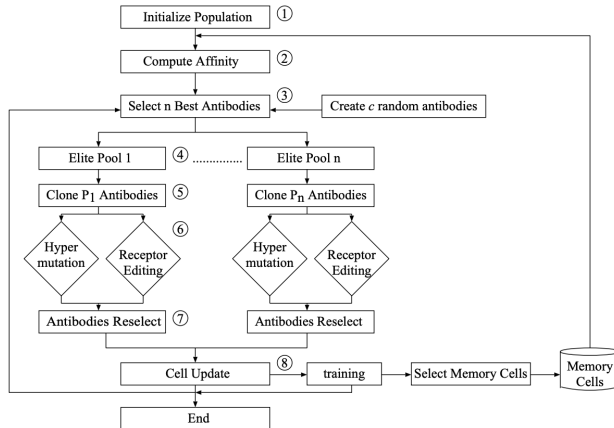 Initialize Population ①
Compute Affinity ②
Select n Best Antibodies ③
Create c random antibodies
Elite Pool 1 ④ .............. Elite Pool n
Clone P1 Antibodies ⑤
Clone Pn Antibodies
⑥
Hyper
mutation
Receptor
Editing
Hyper
mutation
Receptor
Editing
Antibodies Reselect ⑦
Antibodies Reselect
Cell Update ⑧
training
Select Memory Cells
Memory
Cells
End